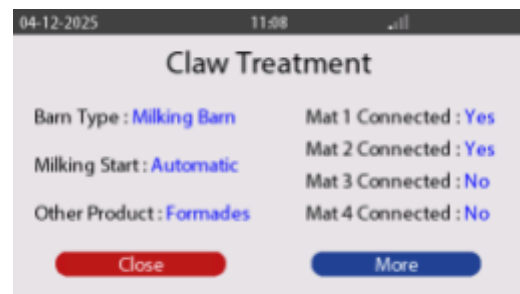 04-12-2025 11:08
Claw Treatment
Barn Type : Milking Barn
Mat 1 Connected : Yes
Mat 2 Connected : Yes
Milking Start : Automatic
Mat 3 Connected : No
Other Product : Formades
Mat 4 Connected : No
Close
More